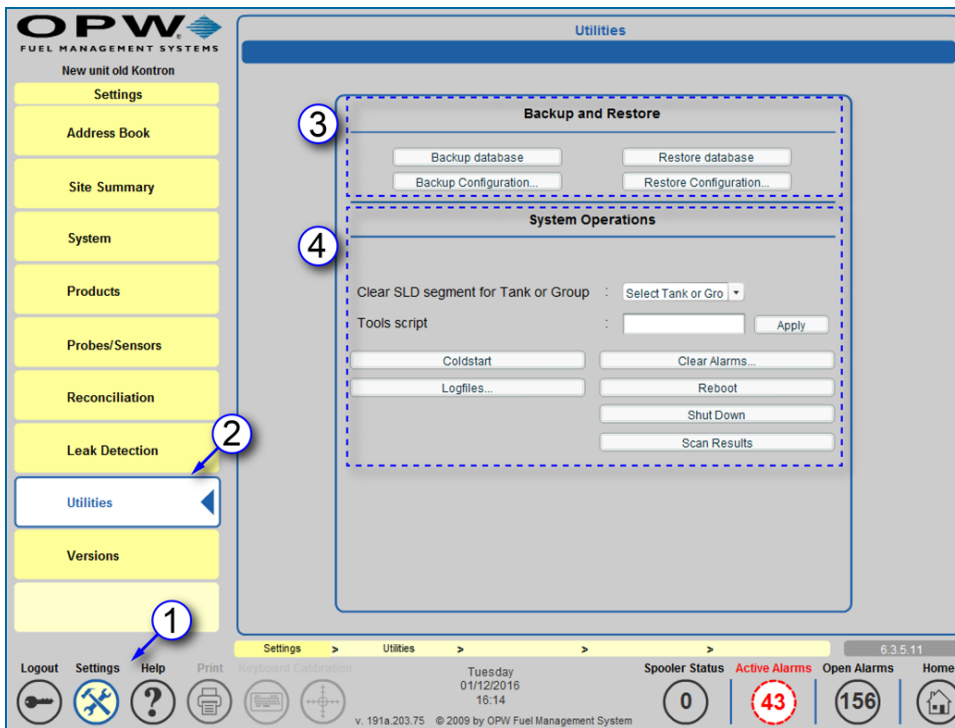 OPW
FUEL MANAGEMENT SYSTEMS
New unit old Kontron
Settings
Address Book
Site Summary
System
Products
Probes/Sensors
Reconciliation
Leak Detection
2
Utilities
Versions
1
Utilities
3
Backup and Restore
Backup database Restore database
Backup Configuration... Restore Configuration...
4
System Operations
Clear SLD segment for Tank or Group : Select Tank or Gro
Tools script : Apply
Coldstart Clear Alarms...
Logfiles... Reboot
Shut Down
Scan Results
Settings > Utilities > > > 6.3.5.11
Logout Settings Help Print Keyboard Calibration Tuesday Spooler Status Active Alarms Open Alarms Home
01/12/2016
16:14
? 0 43 156
v. 191a.203.75 © 2009 by OPW Fuel Management System